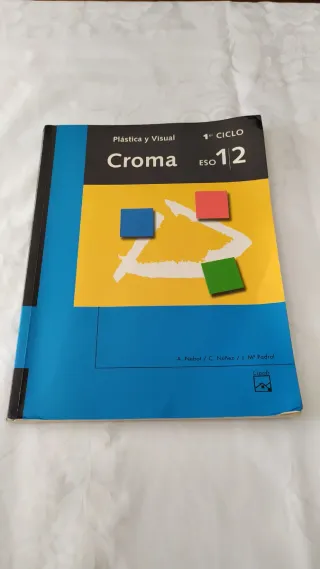 Plástica y Visual
1er CICLO
Croma
ESO 1|2